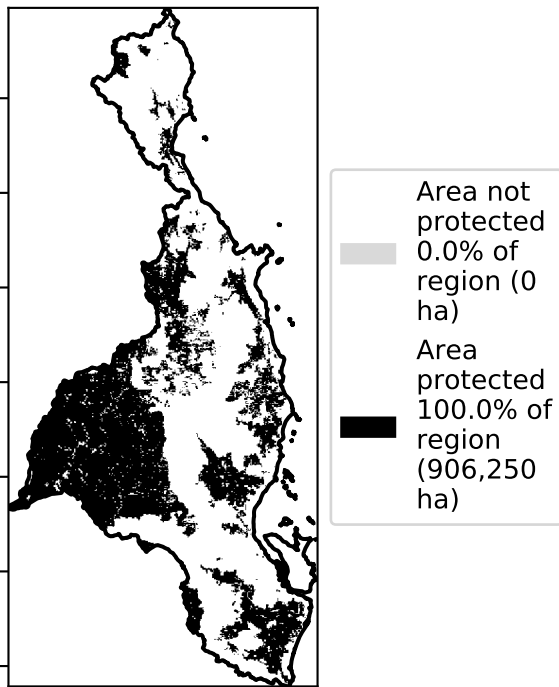 Area not
protected
0.0% of
region (0
ha)
Area
protected
100.0% of
region
(906,250
ha)